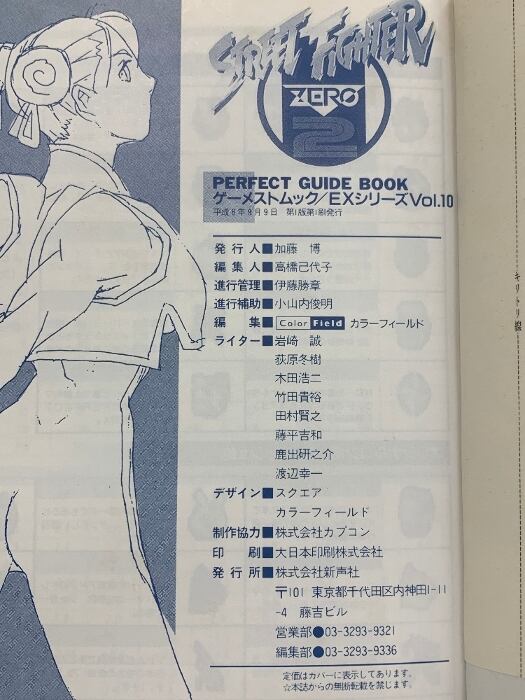 STREET FIGHTER
ZERO
2
PERFECT GUIDE BOOK
ゲーメストムック/EXシリーズVol.10
平成8年9月9日 第1版第1刷発行
発行人■加藤 博
編集人■高橋己代子
進行管理■伊藤勝章
進行補助■小山内俊明
編 集■Color Field カラーフィールド
ライター■岩崎 誠
荻原冬樹
木田浩二
竹田貴裕
田村賢之
藤平吉和
鹿出研之介
渡辺幸一
デザイン■スクエア
カラーフィールド
制作協力■株式会社カプコン
印 刷■大日本印刷株式会社
発行所■株式会社新声社
〒101 東京都千代田区内神田1-11
-4 藤吉ビル
営業部●03-3293-9321
編集部●03-3293-9336
定価はカバーに表示してあります。
☆本誌からの無断転載を禁じます。
キリトリ線